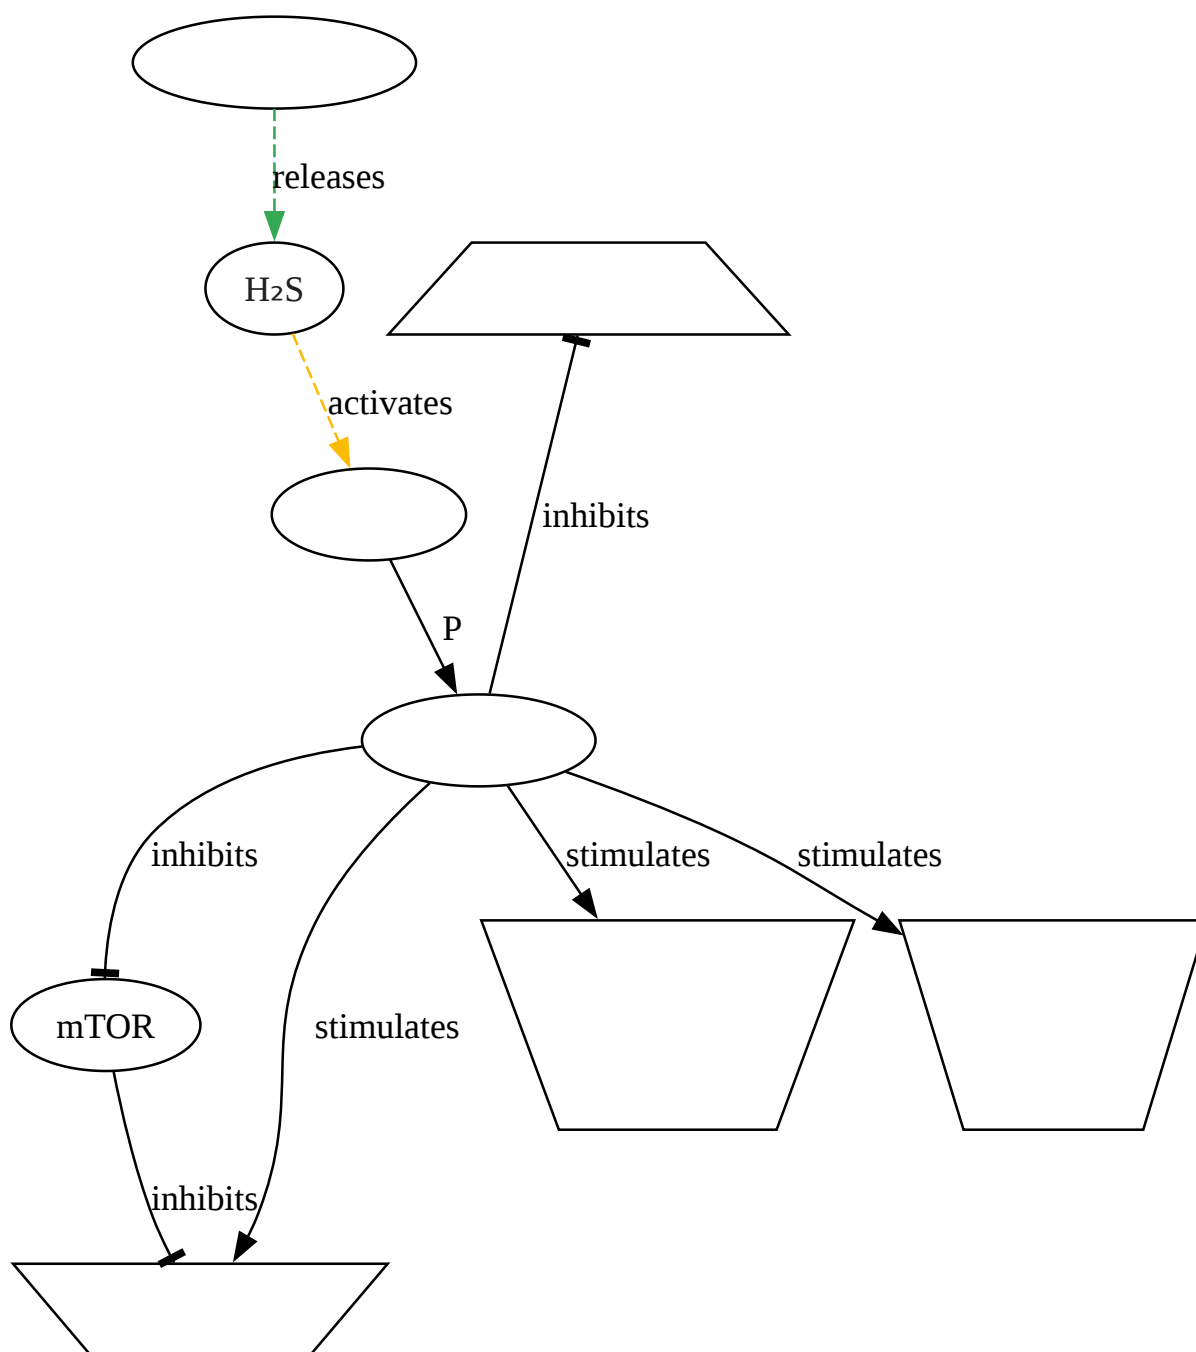 releases
H₂S
activates
inhibits
P
inhibits
stimulates
stimulates
mTOR
stimulates
inhibits